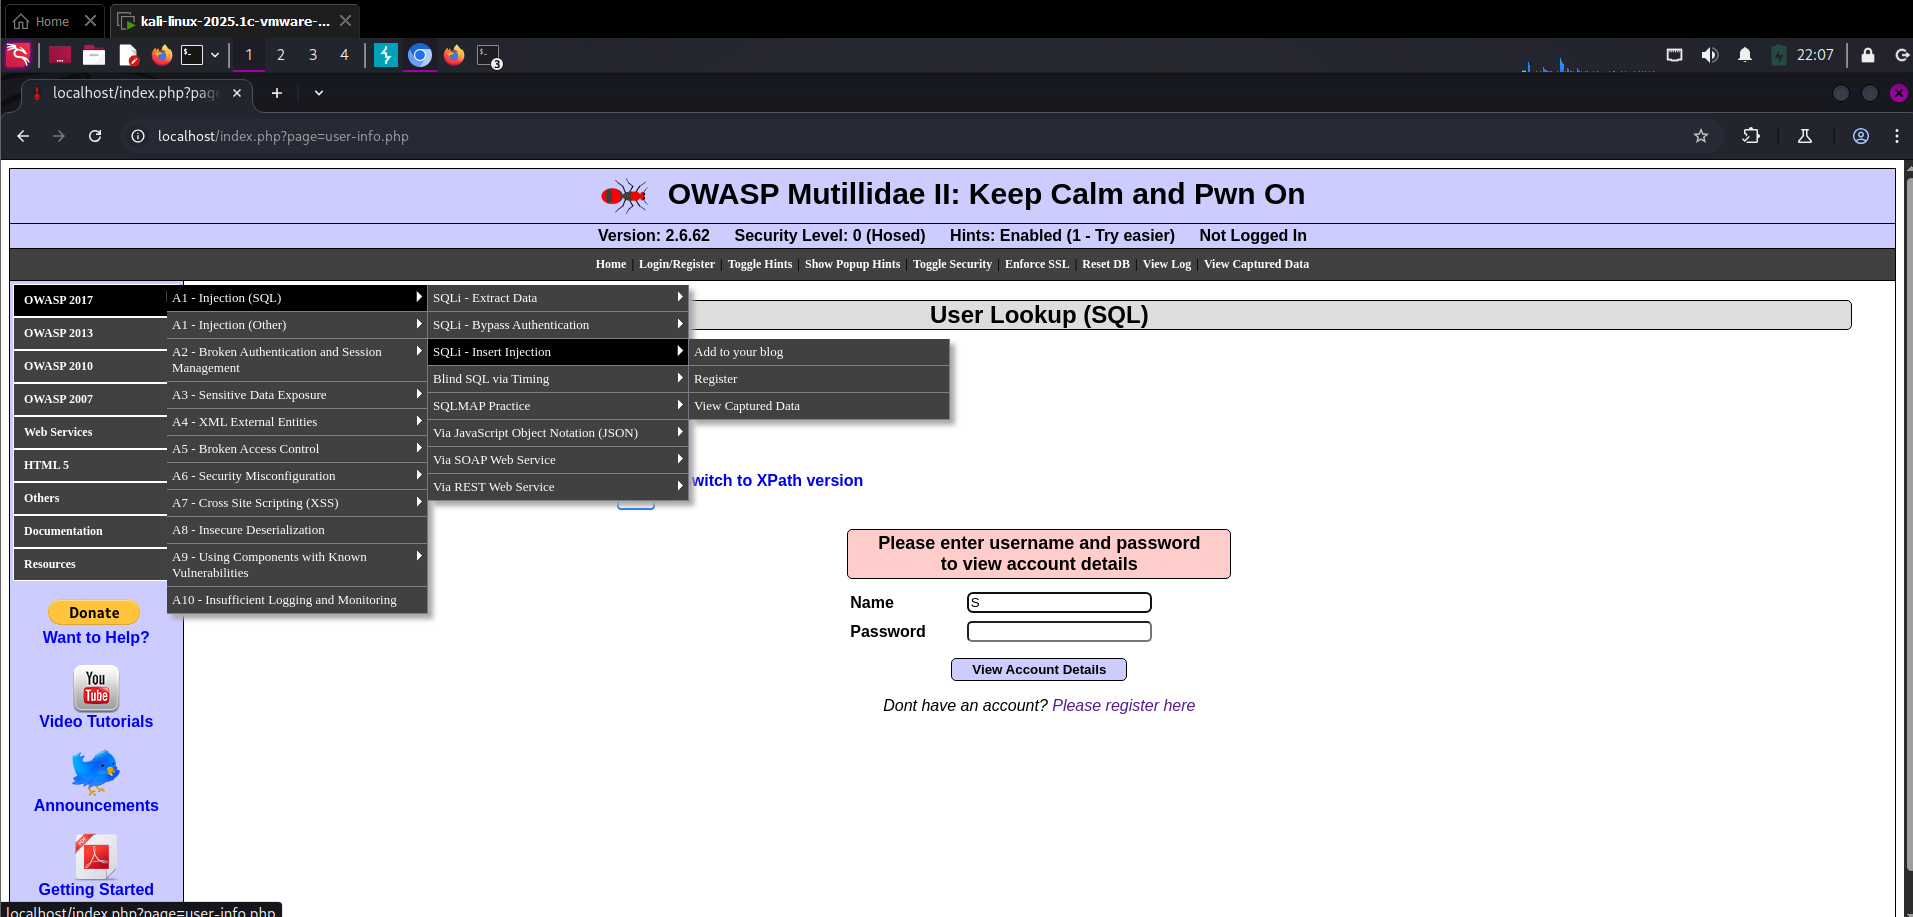 Home
kali-linux-2025.1c-vmware-...
1 2 3 4
3
22:07
localhost/index.php?pag
localhost/index.php?page=user-info.php
OWASP Mutillidae II: Keep Calm and Pwn On
Version: 2.6.62 Security Level: 0 (Hosed) Hints: Enabled (1 - Try easier) Not Logged In
Home | Login/Register | Toggle Hints | Show Popup Hints | Toggle Security | Enforce SSL | Reset DB | View Log | View Captured Data
OWASP 2017
OWASP 2013
OWASP 2010
OWASP 2007
Web Services
HTML 5
Others
Documentation
Resources
A1 - Injection (SQL)
A1 - Injection (Other)
A2 - Broken Authentication and Session
Management
A3 - Sensitive Data Exposure
A4 - XML External Entities
A5 - Broken Access Control
A6 - Security Misconfiguration
A7 - Cross Site Scripting (XSS)
A8 - Insecure Deserialization
A9 - Using Components with Known
Vulnerabilities
A10 - Insufficient Logging and Monitoring
SQLi - Extract Data
SQLi - Bypass Authentication
SQLi - Insert Injection
Blind SQL via Timing
SQLMAP Practice
Via JavaScript Object Notation (JSON)
Via SOAP Web Service
Via REST Web Service
Add to your blog
Register
View Captured Data
User Lookup (SQL)
witch to XPath version
Please enter username and password
to view account details
Name
S
Password
View Account Details
Dont have an account? Please register here
Donate
Want to Help?
You
Tube
Video Tutorials
Announcements
PDF
Getting Started
localhost/index.php?page=user-info.php